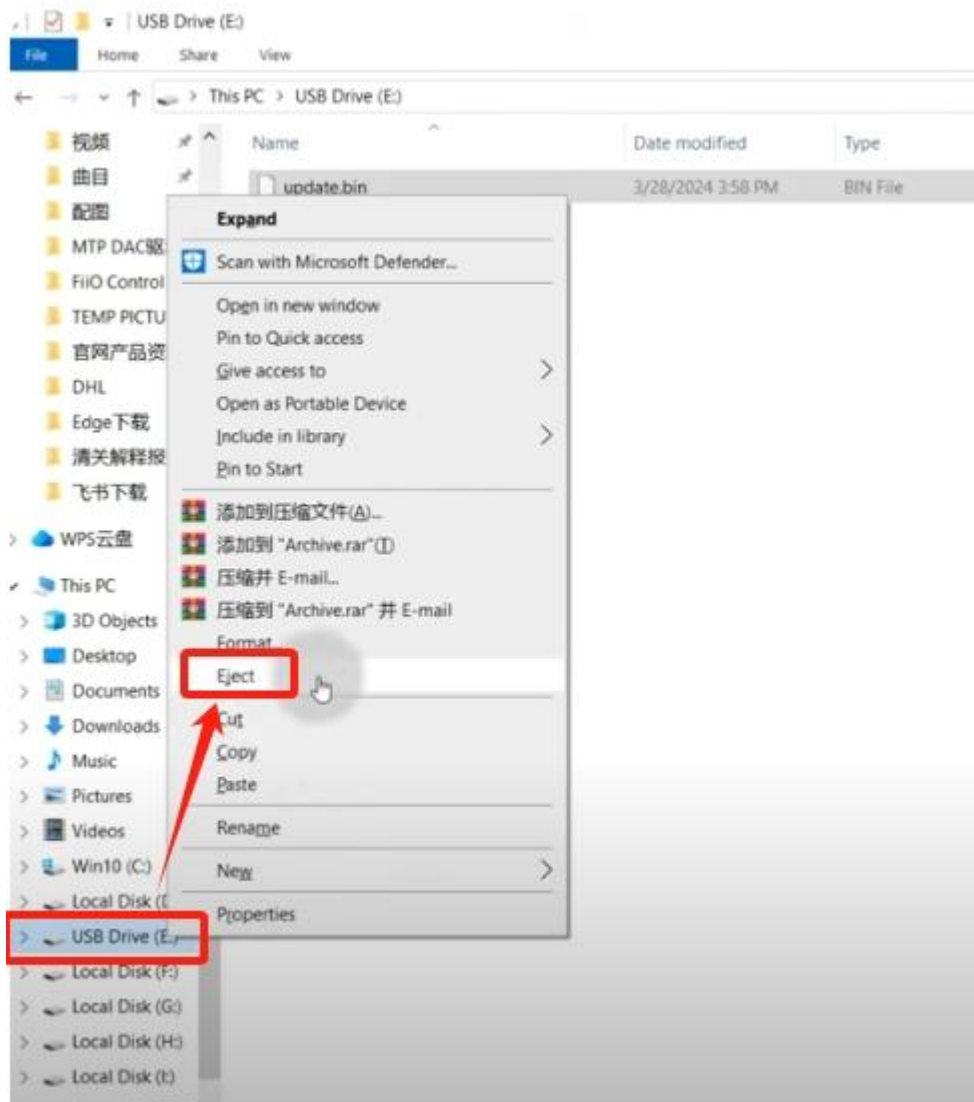 USB Drive (E:)
File Home Share View
This PC > USB Drive (E:)
Name Date modified Type
update.bin 3/28/2024 3:58 PM BIN File
视频
曲目
配图
MTP DAC驱
FiiO Control
TEMP PICTU
官网产品资
DHL
Edge下载
清关解释报
飞书下载
WPS云盘
This PC
3D Objects
Desktop
Documents
Downloads
Music
Pictures
Videos
Win10 (C:)
Local Disk (
USB Drive (E:)
Local Disk (F:)
Local Disk (G:)
Local Disk (H:)
Local Disk (I:)
Expand
Scan with Microsoft Defender...
Open in new window
Pin to Quick access
Give access to
Open as Portable Device
Include in library
Pin to Start
添加到压缩文件(A)...
添加到 "Archive.rar"(T)
压缩并 E-mail...
压缩到 "Archive.rar" 并 E-mail
Format...
Eject
Cut
Copy
Paste
Rename
New
Properties